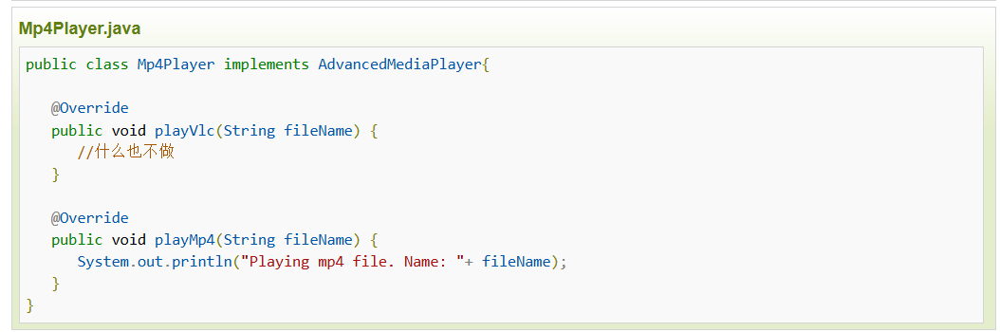 Mp4Player.java
public class Mp4Player implements AdvancedMediaPlayer{
@Override
public void playVlc(String fileName) {
//什么也不做
}
@Override
public void playMp4(String fileName) {
System.out.println("Playing mp4 file. Name: "+ fileName);
}
}